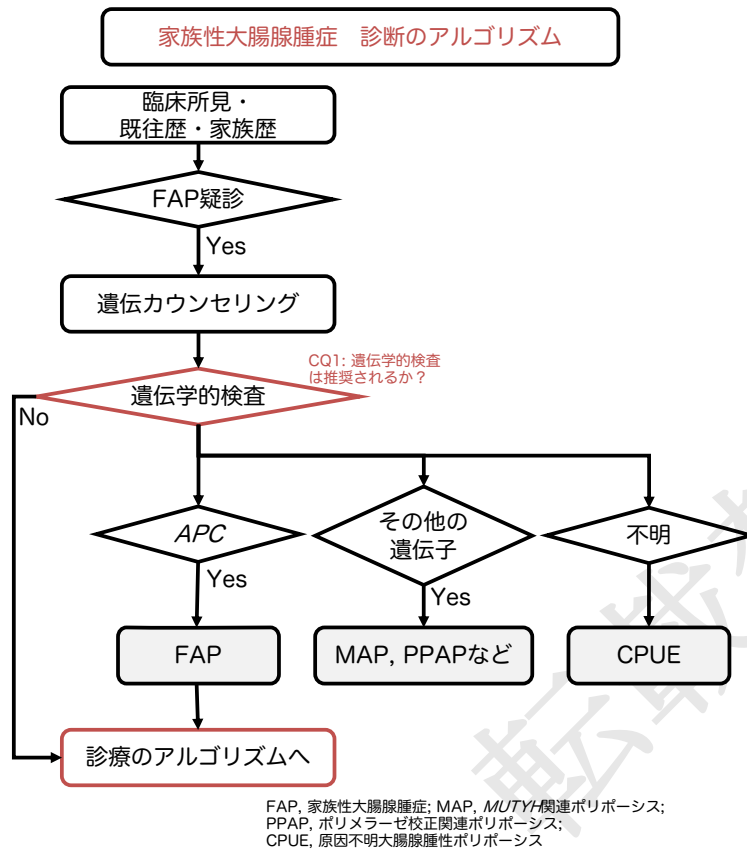 家族性大腸腺腫症　診断のアルゴリズム
臨床所見・
既往歴・家族歴
FAP疑診
Yes
遺伝カウンセリング
CQ1: 遺伝学的検査
は推奨されるか？
遺伝学的検査
No
APC
その他の
遺伝子
不明
Yes
Yes
FAP
MAP, PPAPなど
CPUE
診療のアルゴリズムへ
転載
FAP, 家族性大腸腺腫症; MAP, MUTYH関連ポリポーシス;
PPAP, ポリメラーゼ校正関連ポリポーシス;
CPUE, 原因不明大腸腺腫性ポリポーシス